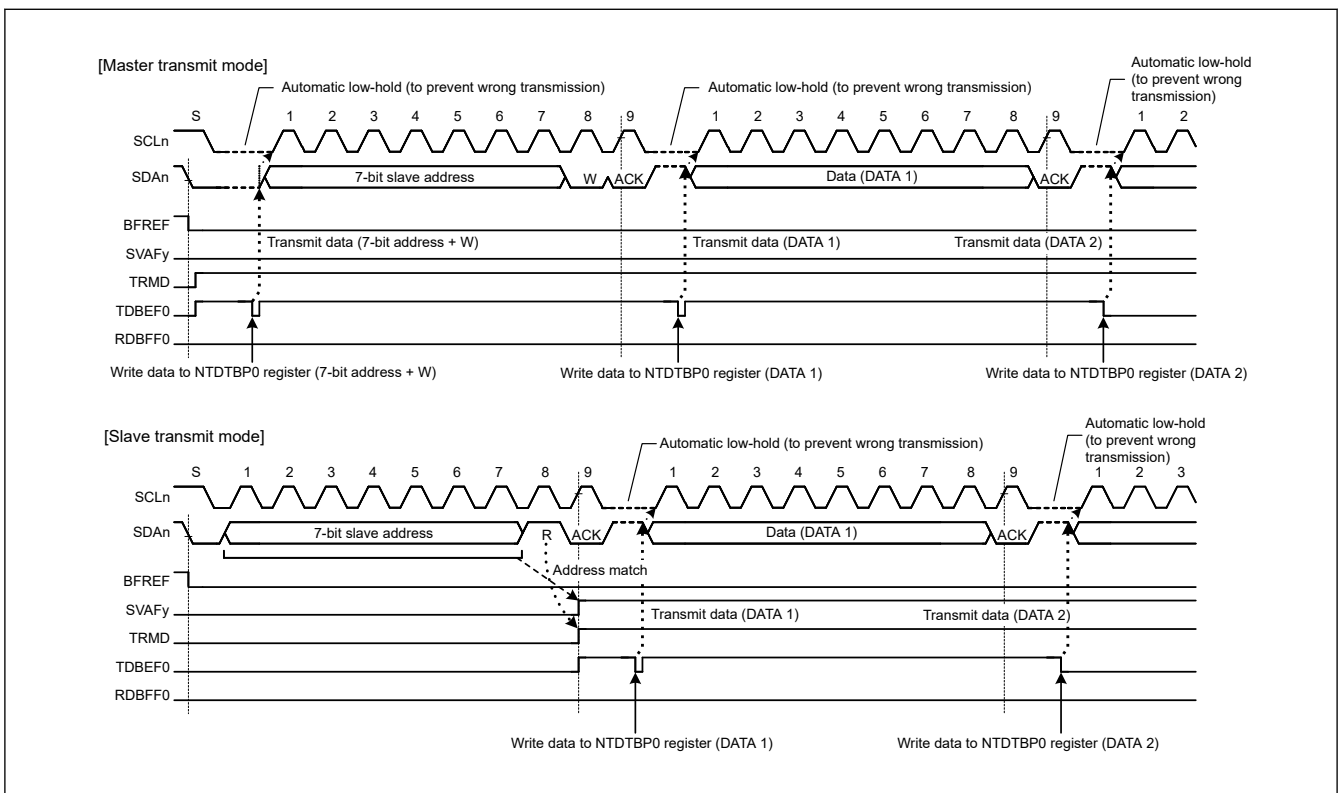 [Master transmit mode]
Automatic low-hold (to prevent wrong transmission)
Automatic low-hold (to prevent wrong transmission)
Automatic low-hold
(to prevent wrong
transmission)
S 1 2 3 4 5 6 7 8 9 1 2 3 4 5 6 7 8 9 1 2
SCLn
SDAn 7-bit slave address W ACK Data (DATA 1) ACK
BFREF
Transmit data (7-bit address + W) Transmit data (DATA 1) Transmit data (DATA 2)
SVAFy
TRMD
TDBEF0
RDBFF0
Write data to NTDTBP0 register (7-bit address + W) Write data to NTDTBP0 register (DATA 1) Write data to NTDTBP0 register (DATA 2)
[Slave transmit mode]
Automatic low-hold (to prevent wrong transmission)
Automatic low-hold
(to prevent wrong
transmission)
S 1 2 3 4 5 6 7 8 9 1 2 3 4 5 6 7 8 9 1 2 3
SCLn
SDAn 7-bit slave address R ACK Data (DATA 1) ACK
Address match
BFREF
SVAFy Transmit data (DATA 1) Transmit data (DATA 2)
TRMD
TDBEF0
RDBFF0
Write data to NTDTBP0 register (DATA 1) Write data to NTDTBP0 register (DATA 2)